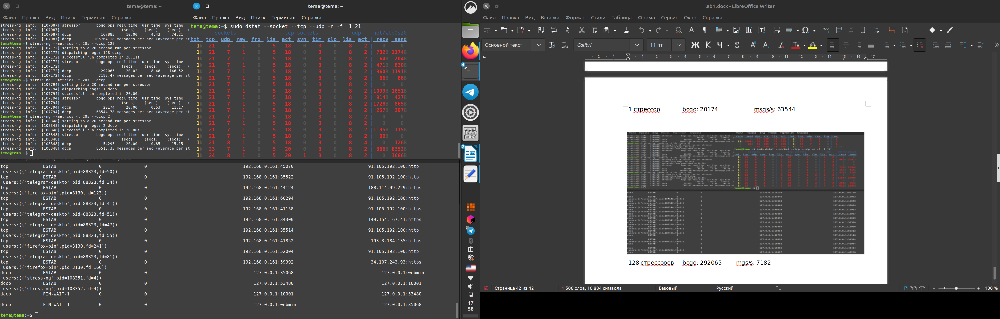 tema@tema: ~
Файл Правка Вид Поиск Терминал Справка
stress-ng: info: [107087] stressor bogo ops real time usr time sys time
stress-ng: info: [107087] (secs) (secs) (secs) (
stress-ng: info: [107087] dccp 167883 10.00 4.43 74.21
stress-ng: info: [107087] dccp 105764.18 messages per sec (average per st
tema@tema:~$ stress-ng --metrics -t 20s --dccp 128
stress-ng: info: [107172] setting to a 20 second run per stressor
stress-ng: info: [107172] dispatching hogs: 128 dccp
stress-ng: info: [107172] successful run completed in 20.11s
stress-ng: info: [107172] stressor bogo ops real time usr time sys time
stress-ng: info: [107172] (secs) (secs) (secs) (
stress-ng: info: [107172] dccp 292065 20.02 8.48 146.52
stress-ng: info: [107172] dccp 7182.47 messages per sec (average per st
tema@tema:~$ stress-ng --metrics -t 20s --dccp 1
stress-ng: info: [107794] setting to a 20 second run per stressor
stress-ng: info: [107794] dispatching hogs: 1 dccp
stress-ng: info: [107794] successful run completed in 20.00s
stress-ng: info: [107794] stressor bogo ops real time usr time sys time
stress-ng: info: [107794] (secs) (secs) (secs) (
stress-ng: info: [107794] dccp 20174 20.00 0.53 11.17
stress-ng: info: [107794] dccp 63544.78 messages per sec (average per st
tema@tema:~$ stress-ng --metrics -t 20s --dccp 2
stress-ng: info: [108348] setting to a 20 second run per stressor
stress-ng: info: [108348] dispatching hogs: 2 dccp
stress-ng: info: [108348] successful run completed in 20.00s
stress-ng: info: [108348] stressor bogo ops real time usr time sys time
stress-ng: info: [108348] (secs) (secs) (secs) (
stress-ng: info: [108348] dccp 54295 20.00 0.85 15.15
stress-ng: info: [108348] dccp 85513.33 messages per sec (average per st
tema@tema:~$
tema@tema: ~
Файл Правка Вид Поиск Терминал Справка
tema@tema:~$ sudo dstat --socket --tcp --udp -n -f 1 21
--------sockets--------- ------tcp-sockets------- ---udp--- net/wlp0s20
tot_ tcp_ udp_ raw_ frg_|lis_ act_ syn_ tim_ clo_|lis_ act_|_recv _send
1k 21 7 1 0 | 5 18 0 3 0 | 8 2 | 0 0
1k 21 7 1 0 | 5 18 0 3 0 | 8 2 | 732B 1174B
1k 21 7 1 0 | 5 18 0 3 0 | 8 2 | 164B 204B
1k 21 7 1 0 | 5 18 0 3 0 | 8 2 | 471B 830B
1k 21 7 1 0 | 5 18 0 3 0 | 8 2 | 960B 1191B
1k 21 7 1 0 | 5 18 0 3 0 | 8 2 | 66B 86B
1k 21 7 1 0 | 5 18 0 3 0 | 8 2 | 0 0
1k 21 7 1 0 | 5 18 0 3 0 | 8 2 |1099B 1851B
1k 21 7 1 0 | 5 18 0 3 0 | 8 2 | 914B 427B
1k 21 7 1 0 | 5 18 0 3 0 | 8 2 |1728B 865B
1k 21 7 1 0 | 5 18 0 3 0 | 8 2 | 257B 297B
1k 21 7 1 0 | 5 18 0 3 0 | 8 2 | 0 0
1k 21 7 1 0 | 5 18 0 3 0 | 8 2 | 0 0
1k 21 7 1 0 | 5 18 0 3 0 | 8 2 |1195B 115B
1k 21 7 1 0 | 5 18 0 3 0 | 8 2 | 66B 0
1k 21 8 1 0 | 5 18 0 3 0 | 8 4 | 0 126B
1k 23 7 1 0 | 5 20 0 3 0 | 8 2 | 366B 6352B
1k 24 8 1 0 | 5 20 1 3 0 | 8 2 | 0 1686B
tcp ESTAB 0 0 192.168.0.161:45070 91.105.192.100:http
users:(("telegram-deskto",pid=88323,fd=50))
tcp ESTAB 0 0 192.168.0.161:35522 91.105.192.100:http
users:(("telegram-deskto",pid=88323,fd=34))
tcp ESTAB 0 0 192.168.0.161:44124 188.114.99.229:https
users:(("firefox-bin",pid=3130,fd=123))
tcp ESTAB 0 0 192.168.0.161:60294 91.105.192.100:http
users:(("telegram-deskto",pid=88323,fd=41))
tcp ESTAB 0 0 192.168.0.161:41158 91.105.192.100:https
users:(("telegram-deskto",pid=88323,fd=51))
tcp ESTAB 0 0 192.168.0.161:34300 149.154.167.41:https
users:(("telegram-deskto",pid=88323,fd=47))
tcp ESTAB 0 0 192.168.0.161:35514 91.105.192.100:http
users:(("telegram-deskto",pid=88323,fd=55))
tcp ESTAB 0 0 192.168.0.161:41852 193.3.184.135:https
users:(("firefox-bin",pid=3130,fd=241))
tcp ESTAB 0 0 192.168.0.161:52004 91.105.192.100:http
users:(("telegram-deskto",pid=88323,fd=81))
tcp ESTAB 0 0 192.168.0.161:59392 34.107.243.93:https
users:(("firefox-bin",pid=3130,fd=166))
dccp ESTAB 0 0 127.0.0.1:35068 127.0.0.1:webmin
users:(("stress-ng",pid=108351,fd=4))
dccp ESTAB 0 0 127.0.0.1:53480 127.0.0.1:10001
users:(("stress-ng",pid=108352,fd=4))
dccp FIN-WAIT-1 0 0 127.0.0.1:10001 127.0.0.1:53480
dccp FIN-WAIT-1 0 0 127.0.0.1:webmin 127.0.0.1:35068
tema@tema:~$
4
2
17
58
lab1.docx - LibreOffice Writer
Файл Правка Вид Вставка Формат Стили Таблица Форма Сервис Окно Справка
Основной текст Calibri 11 пт Ж К Ч S
2 1 1 2 3 4 5 6 7 8 9 10 11 12 13 14 15 16 17
1 стрессор bogo: 20174 msgs/s: 63544
128 стрессоров bogo: 292065 mgs/s: 7182
Страница 42 из 42 1 506 слов, 10 884 символа Базовый Русский 100 %